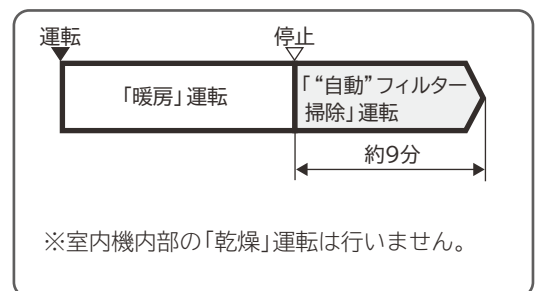 運転 停止
「暖房」運転
「“自動”フィルター
掃除」運転
約9分
※室内機内部の「乾燥」運転は行いません。